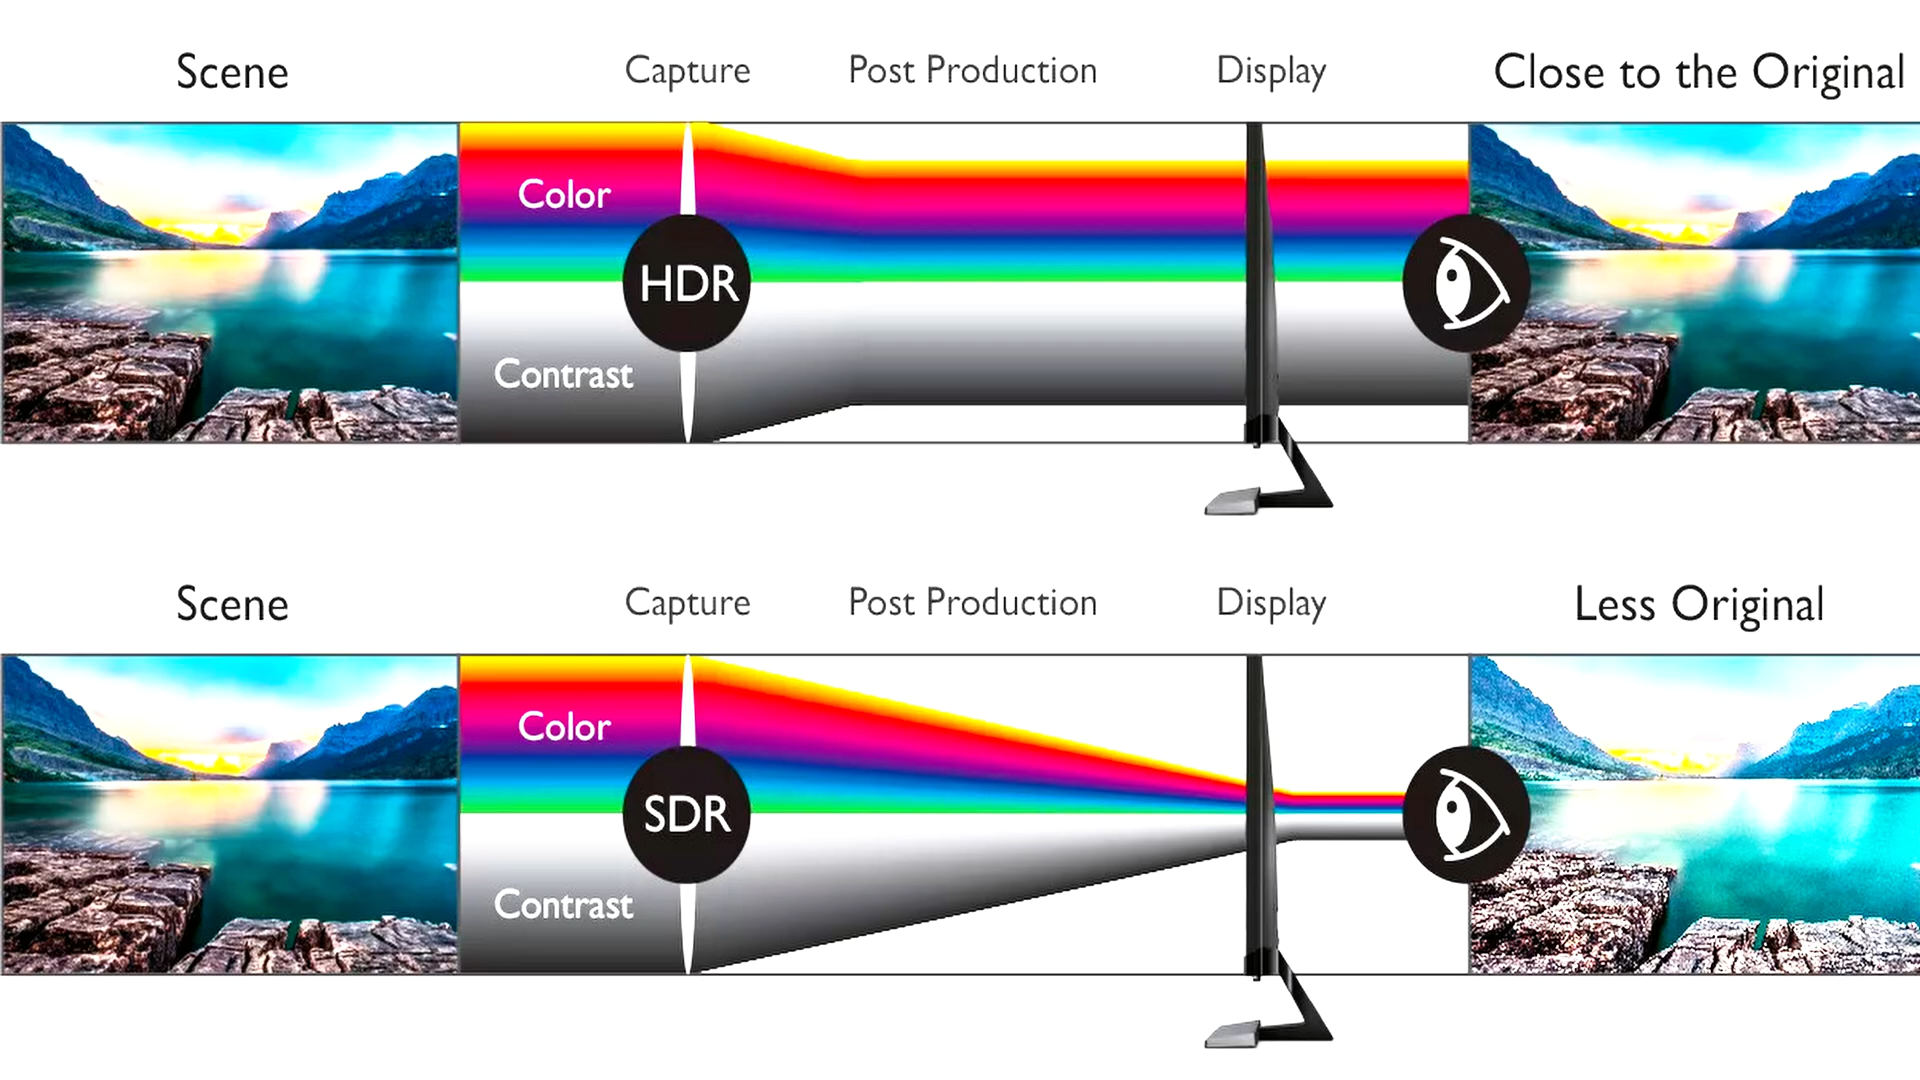 Scene
Capture
Post Production
Display
Close to the Original
Color
HDR
Contrast
Scene
Capture
Post Production
Display
Less Original
Color
SDR
Contrast